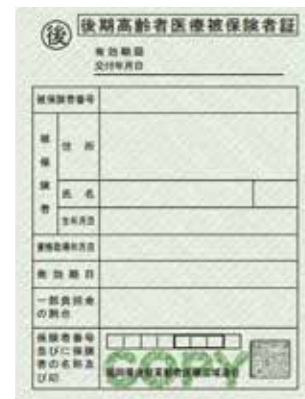 後
後期高齢者医療被保険者証
有効期限
交付年月日
被保険者番号
被保険者
住所
氏名
生年月日
資格取得年月日
発効期日
一部負担金
の割合
保険者番号
及びに保険
者の名称及
び印
COPY